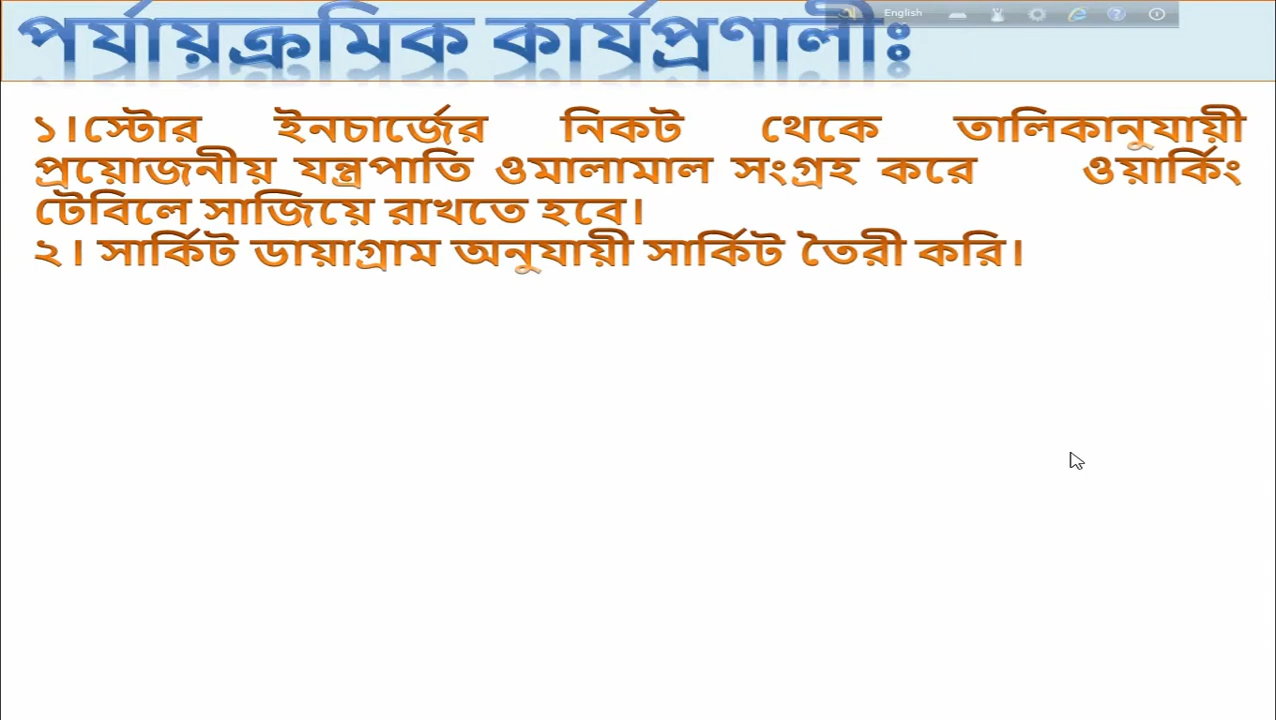 পর্যায়ক্রমিক কার্যপ্রণালীঃ
English
১।স্টোর ইনচার্জের নিকট থেকে তালিকানুযায়ী
প্রয়োজনীয় যন্ত্রপাতি ওমালামাল সংগ্রহ করে ওয়ার্কিং
টেবিলে সাজিয়ে রাখতে হবে।
২। সার্কিট ডায়াগ্রাম অনুযায়ী সার্কিট তৈরী করি।